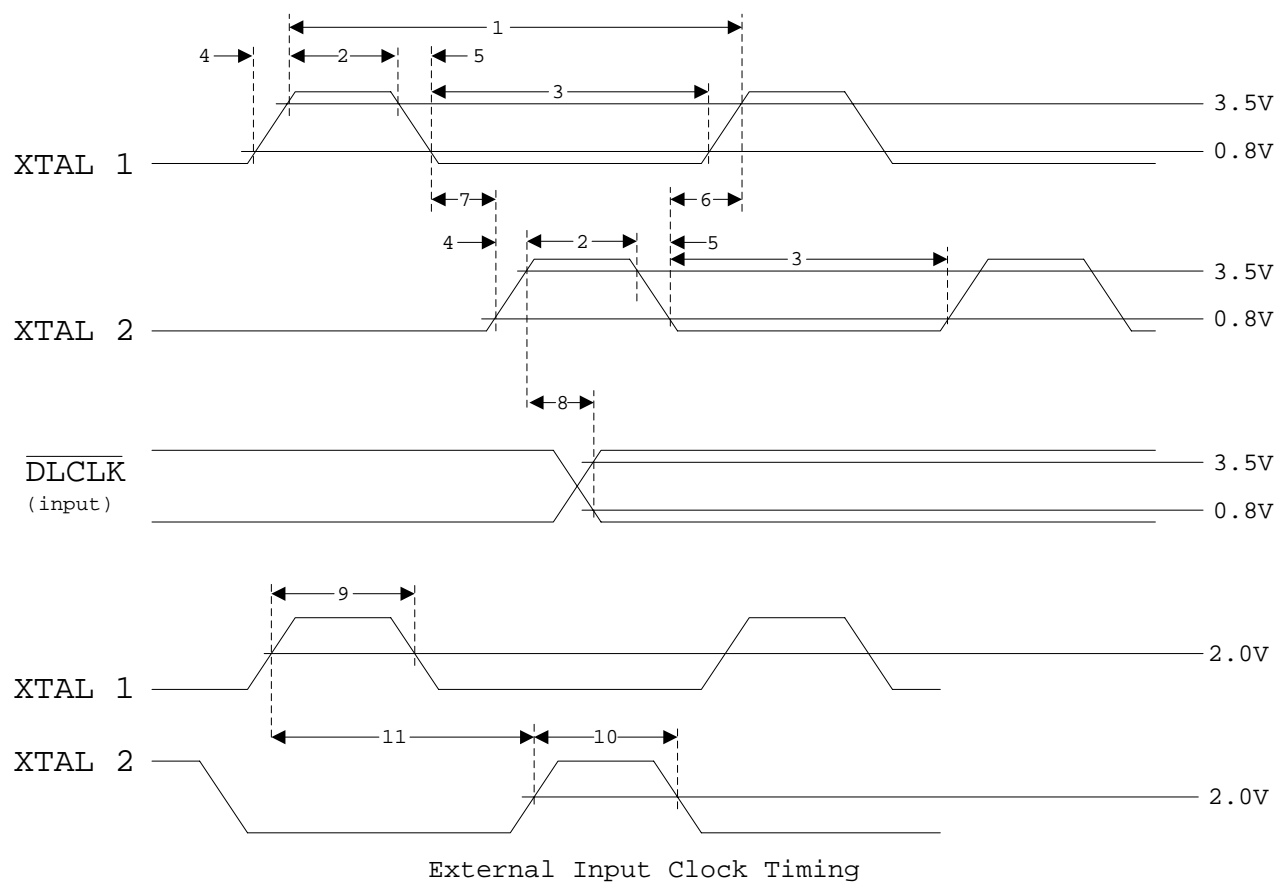 1
4 2 5
3
3.5V
0.8V
XTAL 1
7 6
4 2 5
3
3.5V
XTAL 2
0.8V
8
DLCLK
3.5V
(input)
0.8V
9
2.0V
XTAL 1
11 10
XTAL 2
2.0V
External Input Clock Timing